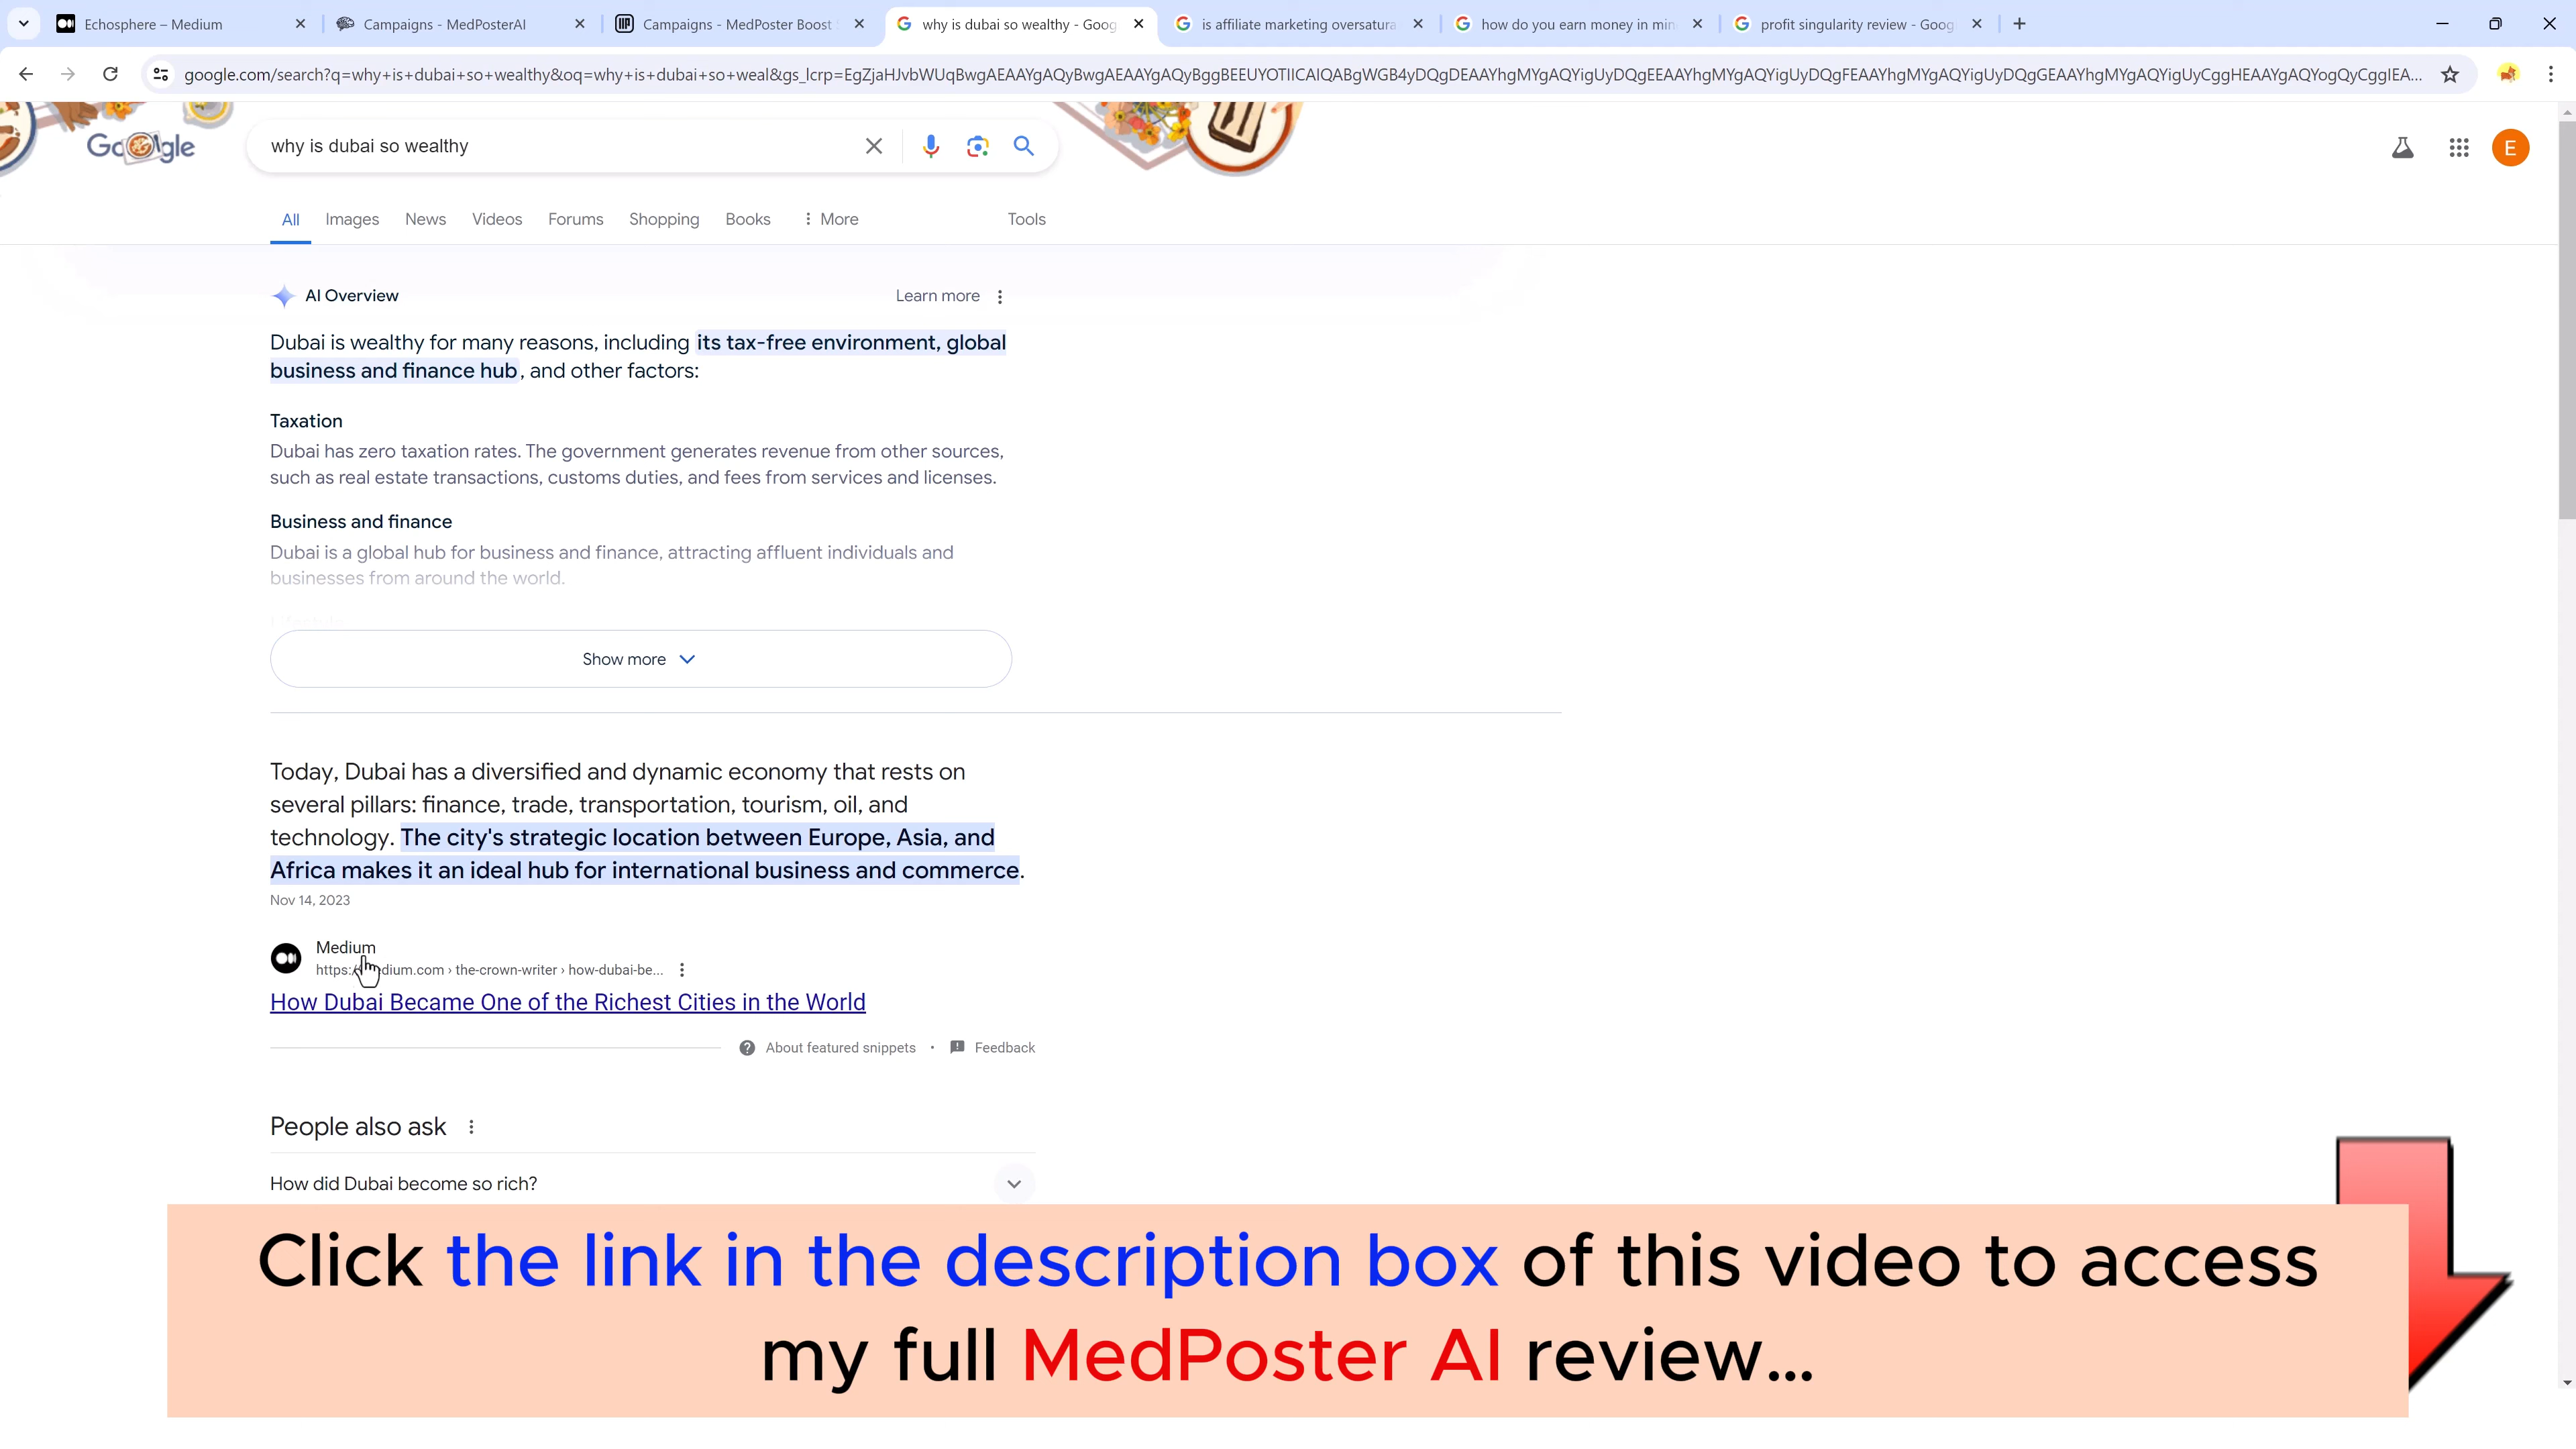 Echosphere – Medium
Campaigns - MedPosterAI
Campaigns - MedPoster Boost
why is dubai so wealthy - Goog
is affiliate marketing oversatura
how do you earn money in min
profit singularity review - Goog
Google
why is dubai so wealthy
E
All Images News Videos Forums Shopping Books More Tools
AI Overview
Learn more
Dubai is wealthy for many reasons, including its tax-free environment, global
business and finance hub, and other factors:
Taxation
Dubai has zero taxation rates. The government generates revenue from other sources,
such as real estate transactions, customs duties, and fees from services and licenses.
Business and finance
Dubai is a global hub for business and finance, attracting affluent individuals and
businesses from around the world.
Show more
Today, Dubai has a diversified and dynamic economy that rests on
several pillars: finance, trade, transportation, tourism, oil, and
technology. The city's strategic location between Europe, Asia, and
Africa makes it an ideal hub for international business and commerce.
Nov 14, 2023
Medium
› the-crown-writer › how-dubai-be...
How Dubai Became One of the Richest Cities in the World
About featured snippets • Feedback
People also ask
How did Dubai become so rich?
Click the link in the description box of this video to access
my full MedPoster AI review...